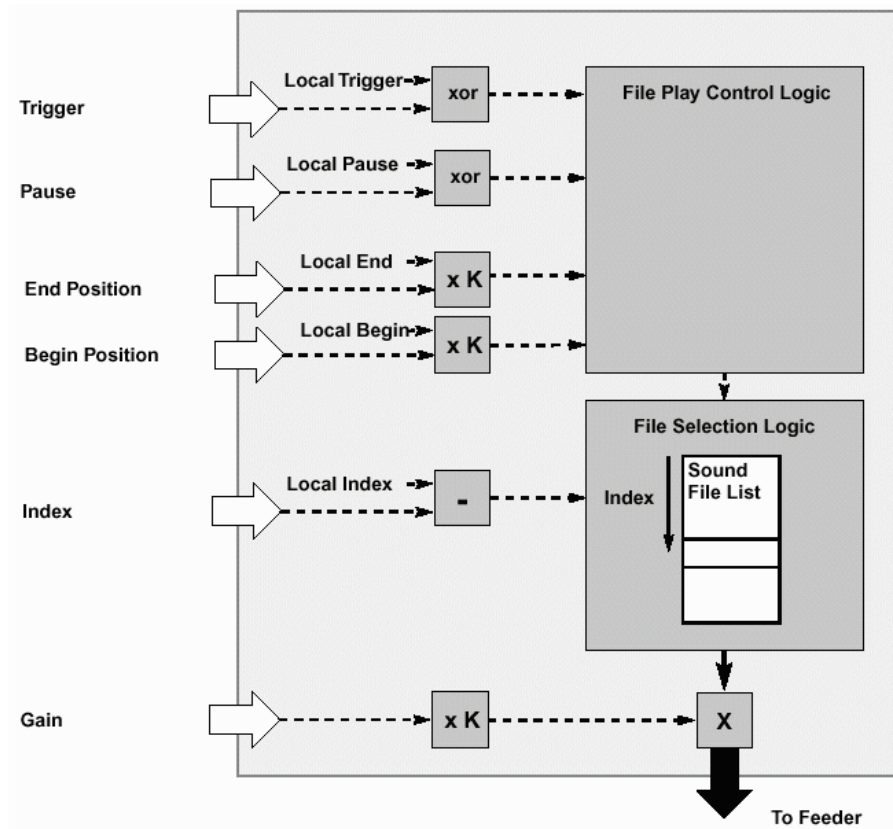 Local Trigger
xor
File Play Control Logic
Trigger
Local Pause
xor
Pause
Local End
x K
End Position
Local Begin
x K
Begin Position
File Selection Logic
Sound
File List
Local Index
-
Index
Index
Gain
x K
X
To Feeder